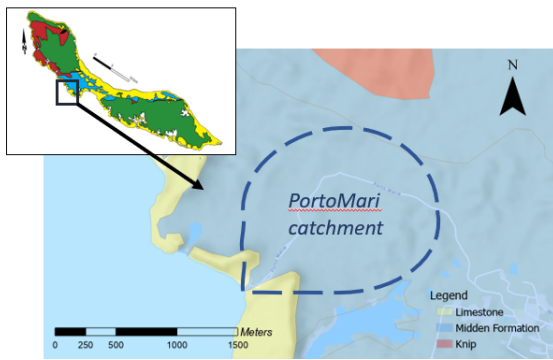 N
N
PortoMari
catchment
Legend
Limestone
Midden Formation
Knip
0 250 500 1000 1500
Meters